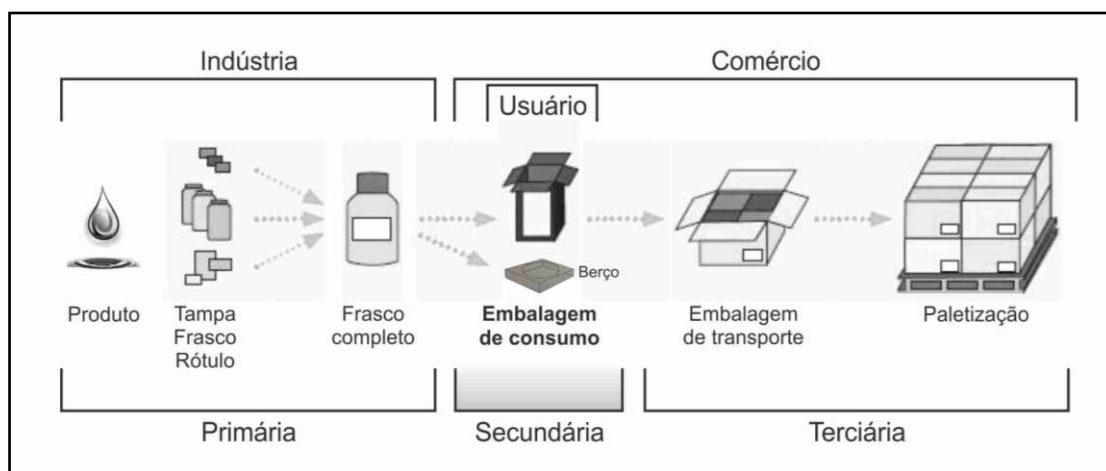 Indústria
Comércio
Usuário
Berço
Produto
Tampa
Frasco
Rótulo
Frasco
completo
Embalagem
de consumo
Embalagem
de transporte
Paletização
Primária
Secundária
Terciária